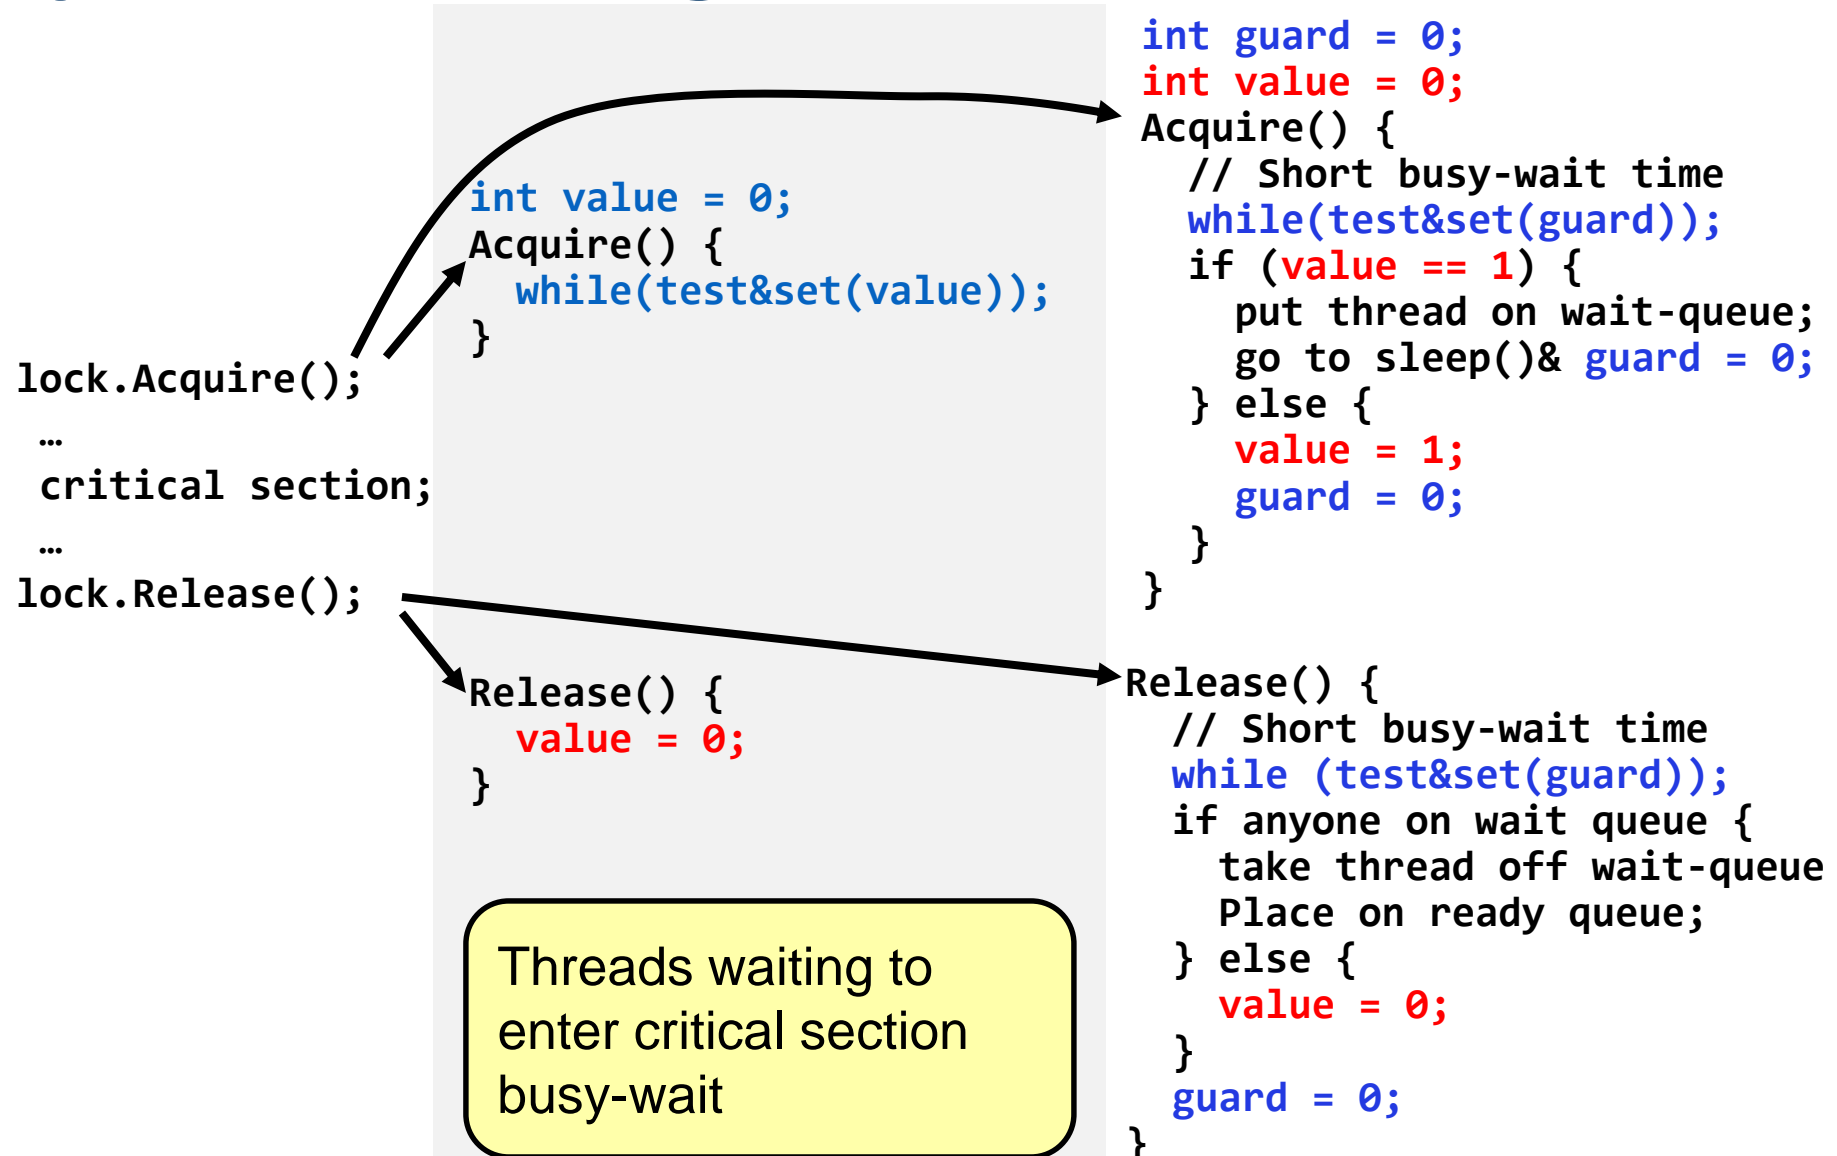 lock.Acquire();
…
critical section;
…
lock.Release();
int value = 0;
Acquire() {
while(test&set(value));
}
Release() {
value = 0;
}
Threads waiting to
enter critical section
busy-wait
int guard = 0;
int value = 0;
Acquire() {
// Short busy-wait time
while(test&set(guard));
if (value == 1) {
put thread on wait-queue;
go to sleep()& guard = 0;
} else {
value = 1;
guard = 0;
}
}
Release() {
// Short busy-wait time
while (test&set(guard));
if anyone on wait queue {
take thread off wait-queue
Place on ready queue;
} else {
value = 0;
}
guard = 0;
}